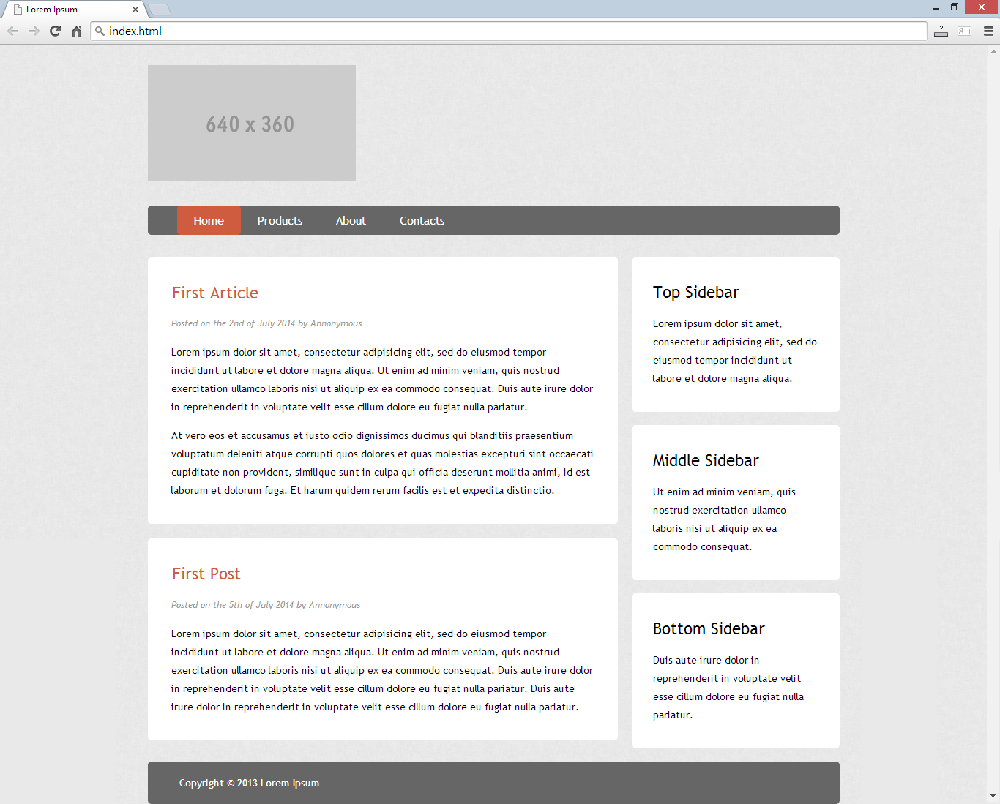 Lorem Ipsum
index.html
?
g+1
640 x 360
Home Products About Contacts
First Article
Posted on the 2nd of July 2014 by Annonymous
Lorem ipsum dolor sit amet, consectetur adipisicing elit, sed do eiusmod tempor
incididunt ut labore et dolore magna aliqua. Ut enim ad minim veniam, quis nostrud
exercitation ullamco laboris nisi ut aliquip ex ea commodo consequat. Duis aute irure dolor
in reprehenderit in voluptate velit esse cillum dolore eu fugiat nulla pariatur.
At vero eos et accusamus et iusto odio dignissimos ducimus qui blanditiis praesentium
voluptatum deleniti atque corrupti quos dolores et quas molestias excepturi sint occaecati
cupiditate non provident, similique sunt in culpa qui officia deserunt mollitia animi, id est
laborum et dolorum fuga. Et harum quidem rerum facilis est et expedita distinctio.
First Post
Posted on the 5th of July 2014 by Annonymous
Lorem ipsum dolor sit amet, consectetur adipisicing elit, sed do eiusmod tempor
incididunt ut labore et dolore magna aliqua. Ut enim ad minim veniam, quis nostrud
exercitation ullamco laboris nisi ut aliquip ex ea commodo consequat. Duis aute irure dolor
in reprehenderit in voluptate velit esse cillum dolore eu fugiat nulla pariatur. Duis aute
irure dolor in reprehenderit in voluptate velit esse cillum dolore eu fugiat nulla pariatur.
Top Sidebar
Lorem ipsum dolor sit amet,
consectetur adipisicing elit, sed do
eiusmod tempor incididunt ut
labore et dolore magna aliqua.
Middle Sidebar
Ut enim ad minim veniam, quis
nostrud exercitation ullamco
laboris nisi ut aliquip ex ea
commodo consequat.
Bottom Sidebar
Duis aute irure dolor in
reprehenderit in voluptate velit
esse cillum dolore eu fugiat nulla
pariatur.
Copyright © 2013 Lorem Ipsum